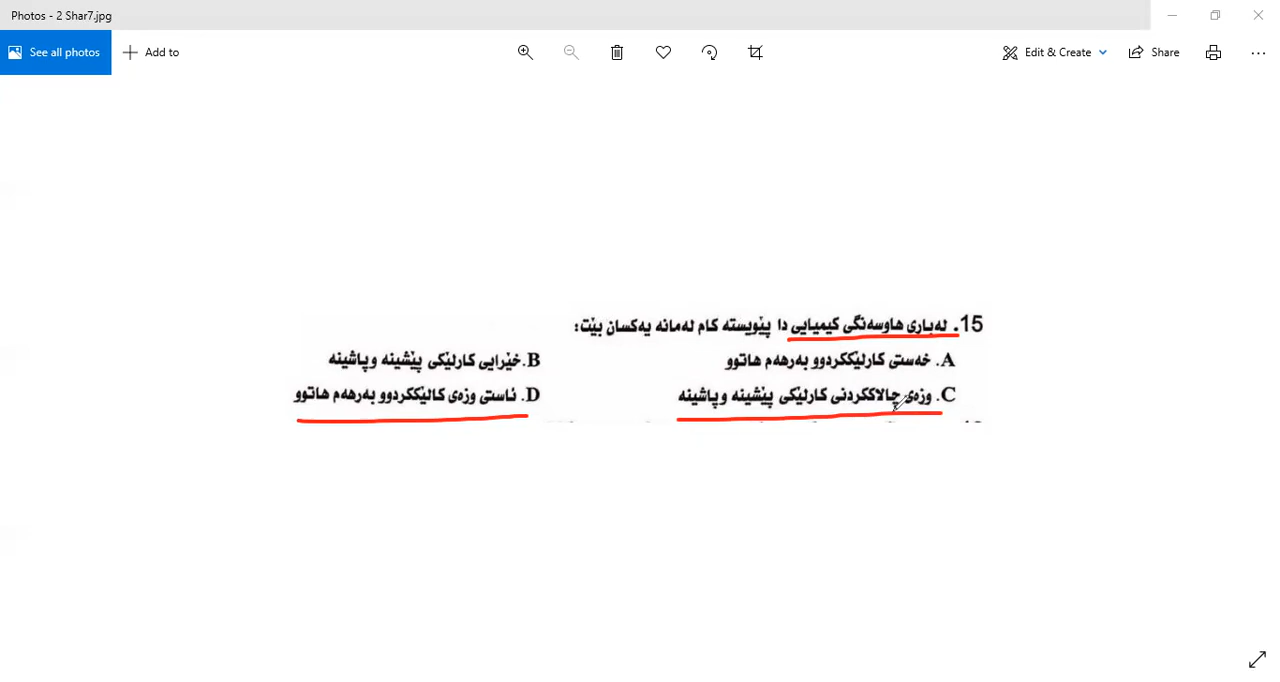 Photos - 2 Shar7.jpg
See all photos
Add to
Edit & Create
Share
15. لەباری هاوسەنگی کیمیایی دا پێویستە کام لەمانە یەکسان بێت:
A. خەستی کارلێککردوو بەرهەم هاتوو
B. خێرایی کارلێکی پێشینە و پاشینە
C. وزەی چالاککردنی کارلێکی پێشینە و پاشینە
D. ئاستی وزەی کالێککردوو بەرهەم هاتوو